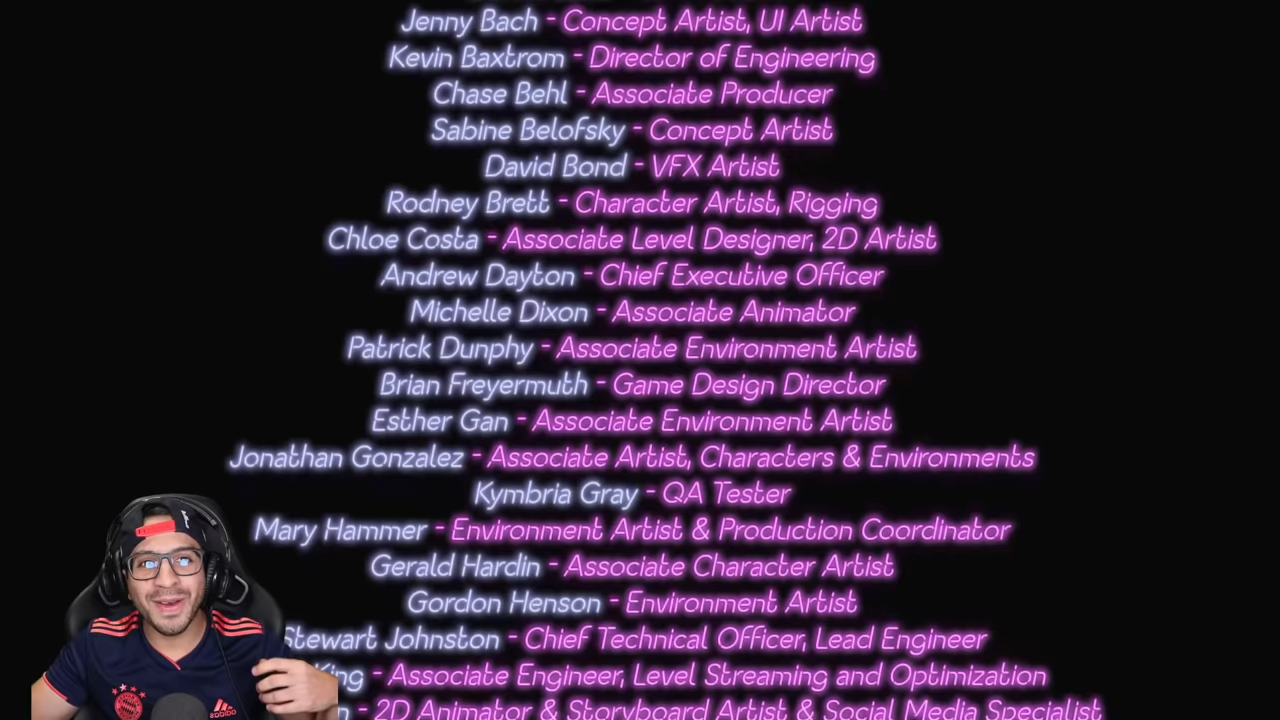 Jenny Bach - Concept Artist, UI Artist
Kevin Baxtrom - Director of Engineering
Chase Behl - Associate Producer
Sabine Belofsky - Concept Artist
David Bond - VFX Artist
Rodney Brett - Character Artist, Rigging
Chloe Costa - Associate Level Designer, 2D Artist
Andrew Dayton - Chief Executive Officer
Michelle Dixon - Associate Animator
Patrick Dunphy - Associate Environment Artist
Brian Freyermuth - Game Design Director
Esther Gan - Associate Environment Artist
Jonathan Gonzalez - Associate Artist, Characters & Environments
Kymbria Gray - QA Tester
Mary Hammer - Environment Artist & Production Coordinator
Gerald Hardin - Associate Character Artist
Gordon Henson - Environment Artist
Stewart Johnston - Chief Technical Officer, Lead Engineer
King - Associate Engineer, Level Streaming and Optimization
- 2D Animator & Storyboard Artist & Social Media Specialist